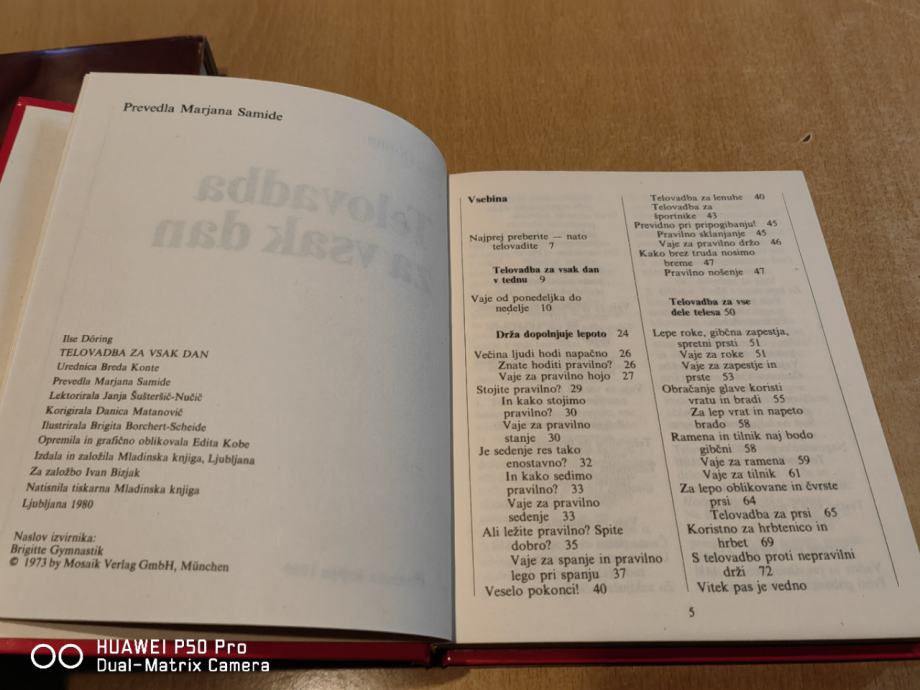 Prevedla Marjana Samide
Ilse Döring
TELOVADBA ZA VSAK DAN
Urednica Breda Konte
Prevedla Marjana Samide
Lektorirala Janja Šušteršič-Nučič
Korigirala Danica Matanovič
Ilustrirala Brigita Borchert-Scheide
Opremila in grafično oblikovala Edita Kobe
Izdala in založila Mladinska knjiga, Ljubljana
Za založbo Ivan Bizjak
Natisnila tiskarna Mladinska knjiga
Ljubljana 1980
Naslov izvirnika:
Brigitte Gymnastik
© 1973 by Mosaik Verlag GmbH, München
Vsebina
Najprej preberite — nato
telovadite 7
Telovadba za vsak dan
v tednu 9
Vaje od ponedeljka do
nedelje 10
Drža dopolnjuje lepoto 24
Večina ljudi hodi napačno 26
Znate hoditi pravilno? 26
Vaje za pravilno hojo 27
Stojite pravilno? 29
In kako stojimo
pravilno? 30
Vaje za pravilno
stanje 30
Je sedenje res tako
enostavno? 32
In kako sedimo
pravilno? 33
Vaje za pravilno
sedenje 33
Ali ležite pravilno? Spite
dobro? 35
Vaje za spanje in pravilno
lego pri spanju 37
Veselo pokonci! 40
Telovadba za lenuhe 40
Telovadba za
športnike 43
Previdno pri pripogibanju! 45
Pravilno sklanjanje 45
Vaje za pravilno držo 46
Kako brez truda nosimo
breme 47
Pravilno nošenje 47
Telovadba za vse
dele telesa 50
Lepe roke, gibčna zapestja,
spretni prsti 51
Vaje za roke 51
Vaje za zapestje in
prste 53
Obračanje glave koristi
vratu in bradi 55
Za lep vrat in napeto
brado 58
Ramena in tilnik naj bodo
gibčni 58
Vaje za ramena 59
Vaje za tilnik 61
Za lepo oblikovane in čvrste
prsi 64
Telovadba za prsi 65
Koristno za hrbtenico in
hrbet 69
S telovadbo proti nepravilni
drži 72
Vitek pas je vedno
5
HUAWEI P50 Pro
Dual-Matrix Camera